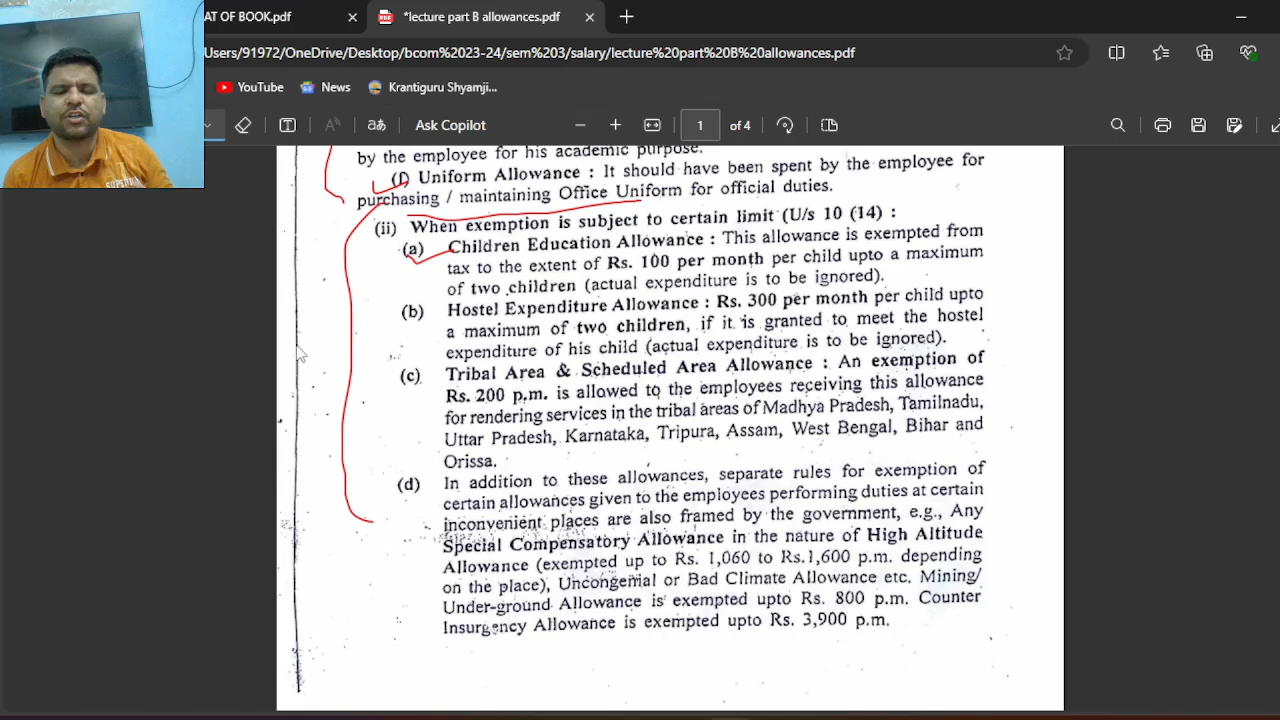 AT OF BOOK.pdf
*lecture part B allowances.pdf
Users/91972/OneDrive/Desktop/bcom%2023-24/sem%203/salary/lecture%20part%20B%20allowances.pdf
YouTube
News
Krantiguru Shyamji...
aあ
Ask Copilot
1
of 4
by the employee for his academic purpose.
(f) Uniform Allowance : It should have been spent by the employee for
purchasing / maintaining Office Uniform for official duties.
(ii) When exemption is subject to certain limit (U/s 10 (14) :
(a) Children Education Allowance : This allowance is exempted from
tax to the extent of Rs. 100 per month per child upto a maximum
of two children (actual expenditure is to be ignored).
(b) Hostel Expenditure Allowance : Rs. 300 per month per child upto
a maximum of two children, if it is granted to meet the hostel
expenditure of his child (actual expenditure is to be ignored).
(c) Tribal Area & Scheduled Area Allowance : An exemption of
Rs. 200 p.m. is allowed to the employees receiving this allowance
for rendering services in the tribal areas of Madhya Pradesh, Tamilnadu,
Uttar Pradesh, Karnataka, Tripura, Assam, West Bengal, Bihar and
Orissa.
(d) In addition to these allowances, separate rules for exemption of
certain allowances given to the employees performing duties at certain
inconvenient places are also framed by the government, e.g., Any
Special Compensatory Allowance in the nature of High Altitude
Allowance (exempted up to Rs. 1,060 to Rs.1,600 p.m. depending
on the place), Uncongenial or Bad Climate Allowance etc. Mining/
Under-ground Allowance is exempted upto Rs. 800 p.m. Counter
Insurgency Allowance is exempted upto Rs. 3,900 p.m.